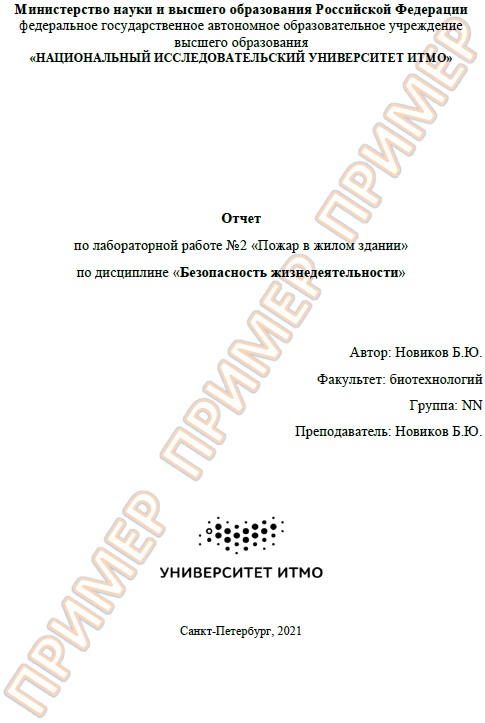 Министерство науки и высшего образования Российской Федерации
федеральное государственное автономное образовательное учреждение
высшего образования
«НАЦИОНАЛЬНЫЙ ИССЛЕДОВАТЕЛЬСКИЙ УНИВЕРСИТЕТ ИТМО»
ПРИМЕР ПРИМЕР ПРИМЕР
Отчет
по лабораторной работе №2 «Пожар в жилом здании»
по дисциплине «Безопасность жизнедеятельности»
Автор: Новиков Б.Ю.
Факультет: биотехнологий
Группа: NN
Преподаватель: Новиков Б.Ю.
УНИВЕРСИТЕТ ИТМО
Санкт-Петербург, 2021